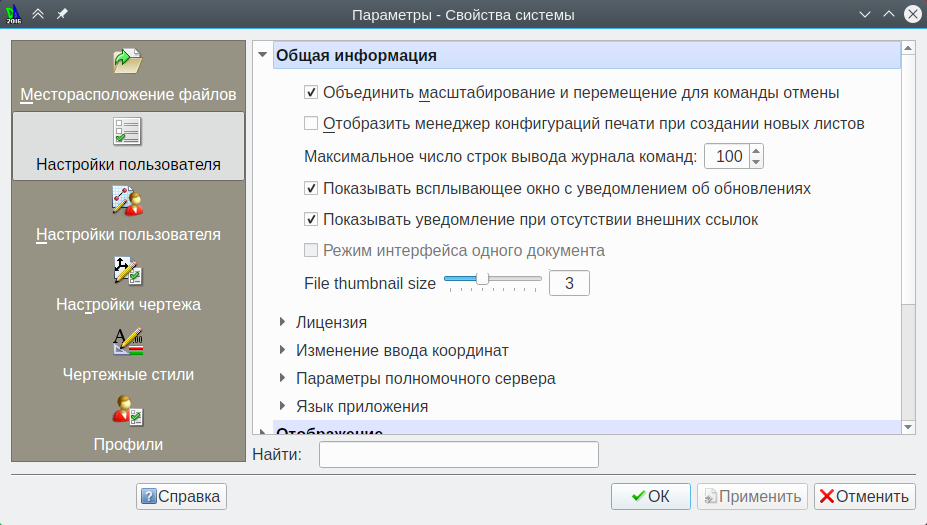 Параметры - Свойства системы
2016
Месторасположение файлов
Настройки пользователя
Настройки пользователя
Настройки чертежа
Чертежные стили
Профили
Общая информация
Объединить масштабирование и перемещение для команды отмены
Отобразить менеджер конфигураций печати при создании новых листов
Максимальное число строк вывода журнала команд: 100
Показывать всплывающее окно с уведомлением об обновлениях
Показывать уведомление при отсутствии внешних ссылок
Режим интерфейса одного документа
File thumbnail size 3
Лицензия
Изменение ввода координат
Параметры полномочного сервера
Язык приложения
Отображение
Найти:
Справка
ОК
Применить
Отменить